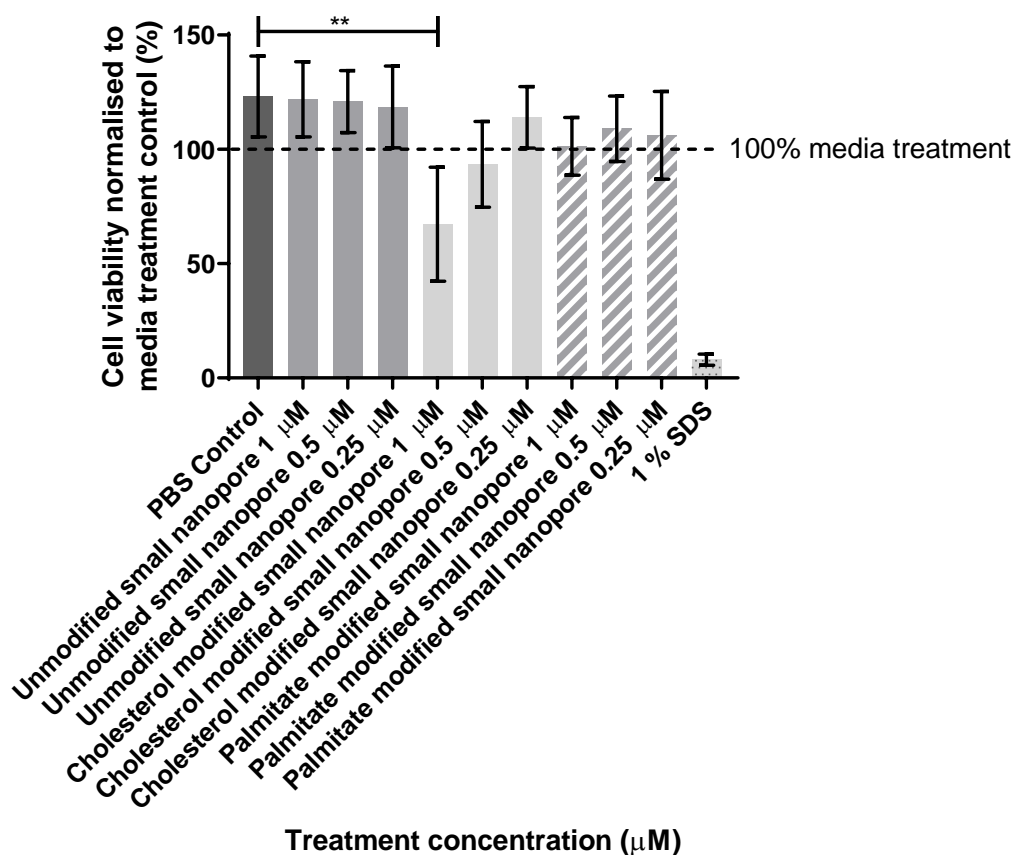 **
150
100
50
0
Cell viability normalised to
media treatment control (%)
100% media treatment
PBS Control
Unmodified small nanopore 1 μM
Unmodified small nanopore 0.5 μM
Unmodified small nanopore 0.25 μM
Cholesterol modified small nanopore 1 μM
Cholesterol modified small nanopore 0.5 μM
Cholesterol modified small nanopore 0.25 μM
Palmitate modified small nanopore 1 μM
Palmitate modified small nanopore 0.5 μM
Palmitate modified small nanopore 0.25 μM
1 % SDS
Treatment concentration (μM)